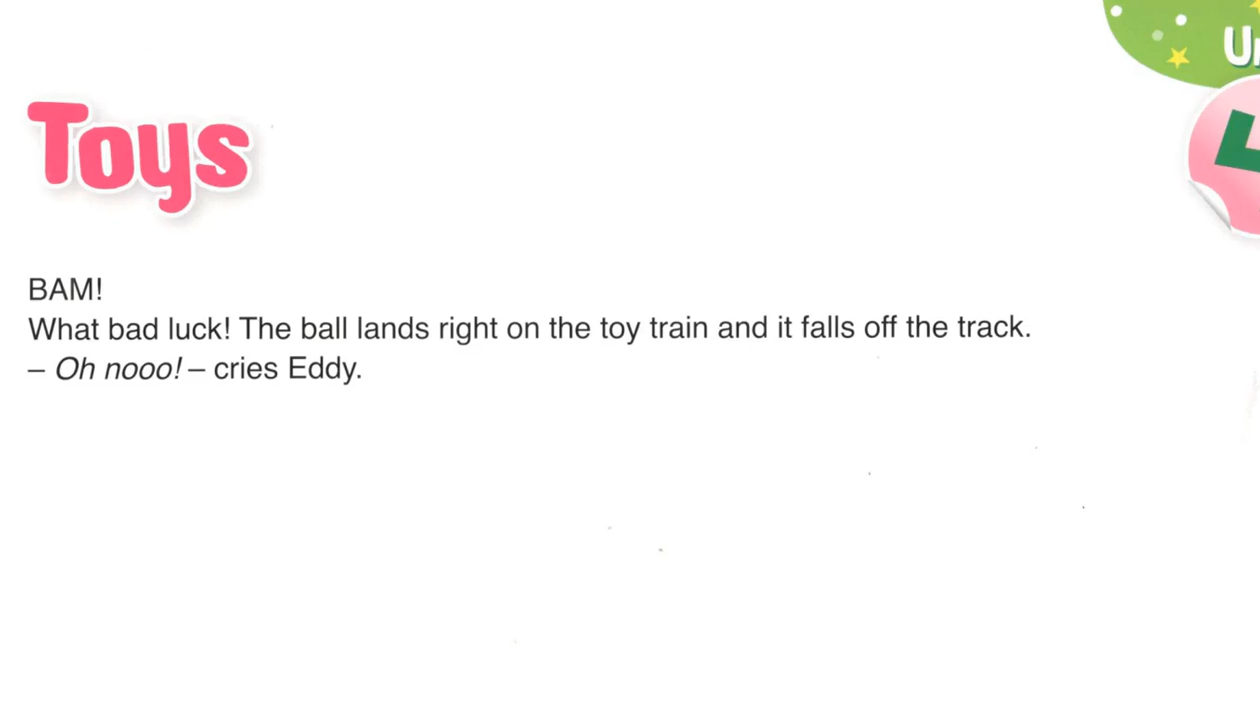 Toys
BAM!
What bad luck! The ball lands right on the toy train and it falls off the track.
– Oh nooo! – cries Eddy.